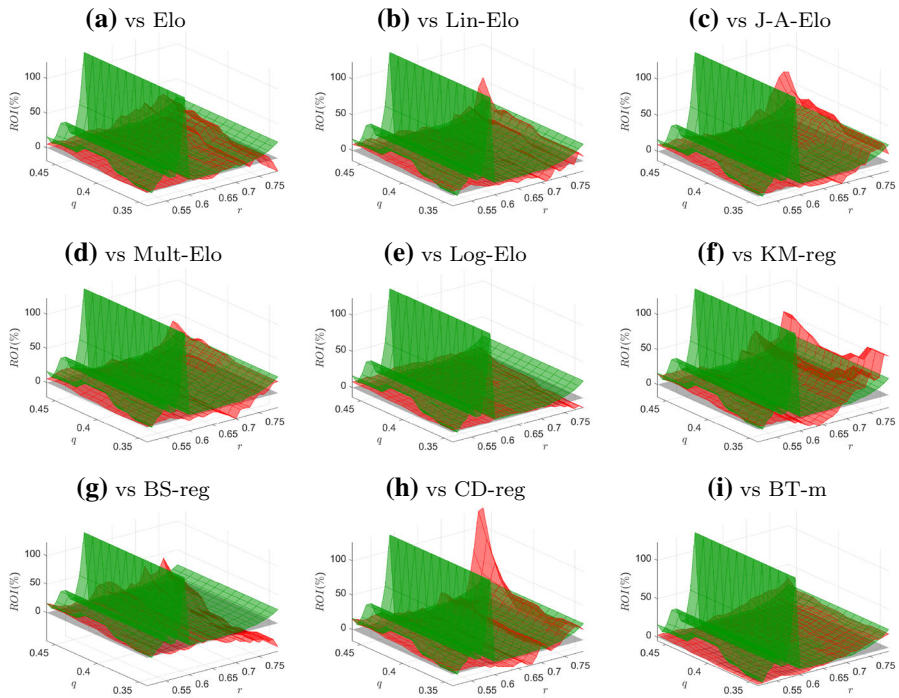 (a) vs Elo
(b) vs Lin-Elo
(c) vs J-A-Elo
100
50
0
ROI(%)
0.45
0.4
0.35
q
0.55
0.6
0.65
0.7
0.75
r
100
50
0
ROI(%)
0.45
0.4
0.35
q
0.55
0.6
0.65
0.7
0.75
r
100
50
0
ROI(%)
0.45
0.4
0.35
q
0.55
0.6
0.65
0.7
0.75
r
(d) vs Mult-Elo
(e) vs Log-Elo
(f) vs KM-reg
100
50
0
ROI(%)
0.45
0.4
0.35
q
0.55
0.6
0.65
0.7
0.75
r
100
50
0
ROI(%)
0.45
0.4
0.35
q
0.55
0.6
0.65
0.7
0.75
r
100
50
0
ROI(%)
0.45
0.4
0.35
q
0.55
0.6
0.65
0.7
0.75
r
(g) vs BS-reg
(h) vs CD-reg
(i) vs BT-m
100
50
0
ROI(%)
0.45
0.4
0.35
q
0.55
0.6
0.65
0.7
0.75
r
100
50
0
ROI(%)
0.45
0.4
0.35
q
0.55
0.6
0.65
0.7
0.75
r
100
50
0
ROI(%)
0.45
0.4
0.35
q
0.55
0.6
0.65
0.7
0.75
r